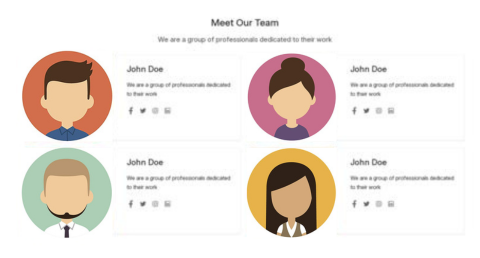 Meet Our Team
We are a group of professionals dedicated to their work
John Doe
We are a group of professionals dedicated
to their work
John Doe
We are a group of professionals dedicated
to their work
John Doe
We are a group of professionals dedicated
to their work
John Doe
We are a group of professionals dedicated
to their work